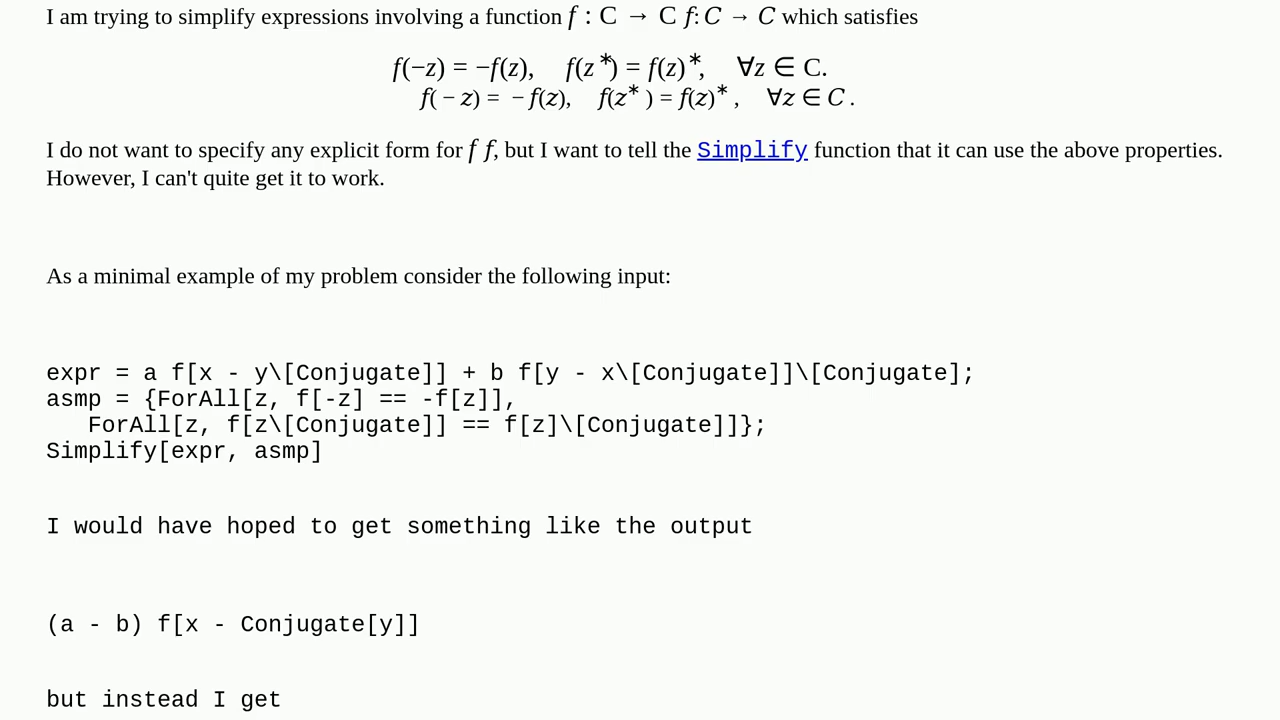 I am trying to simplify expressions involving a function f : C → C f: C → C which satisfies
f(−z) = −f(z), f(z*) = f(z)*, ∀z ∈ C.
f( − z) = − f(z), f(z* ) = f(z)* , ∀z ∈ C .
I do not want to specify any explicit form for f f, but I want to tell the Simplify function that it can use the above properties.
However, I can't quite get it to work.
As a minimal example of my problem consider the following input:
expr = a f[x - y\[Conjugate]] + b f[y - x\[Conjugate]]\[Conjugate];
asmp = {ForAll[z, f[-z] == -f[z]],
   ForAll[z, f[z\[Conjugate]] == f[z]\[Conjugate]]};
Simplify[expr, asmp]
I would have hoped to get something like the output
(a - b) f[x - Conjugate[y]]
but instead I get